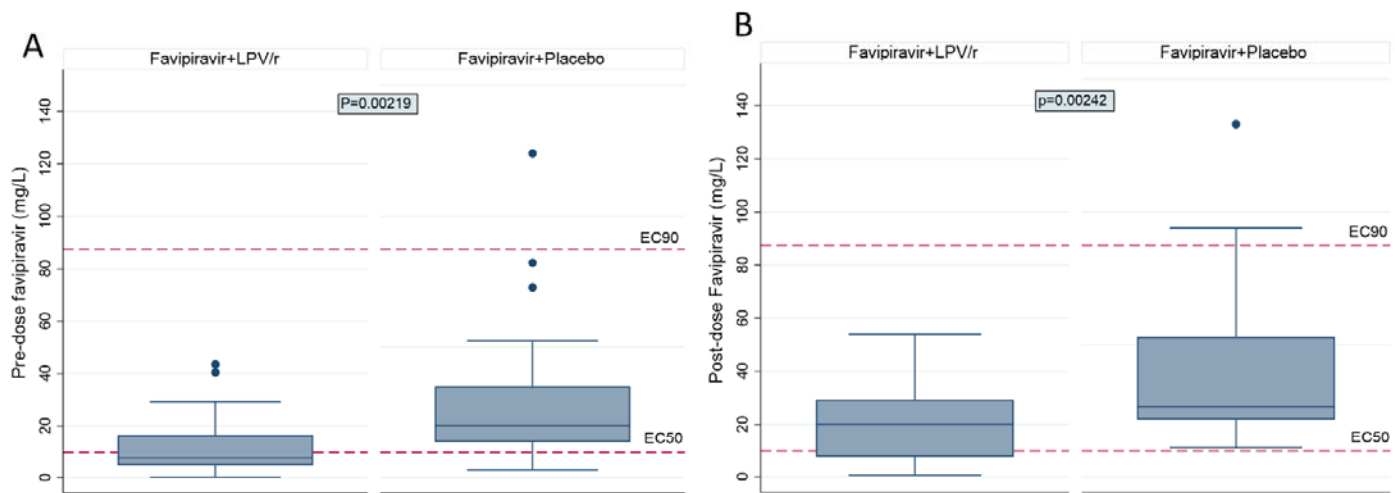 A
Favipiravir+LPV/r
Favipiravir+Placebo
P=0.00219
Pre-dose favipiravir (mg/L)
140
120
100
80
60
40
20
0
EC90
EC50
B
Favipiravir+LPV/r
Favipiravir+Placebo
p=0.00242
Post-dose Favipiravir (mg/L)
140
120
100
80
60
40
20
0
EC90
EC50